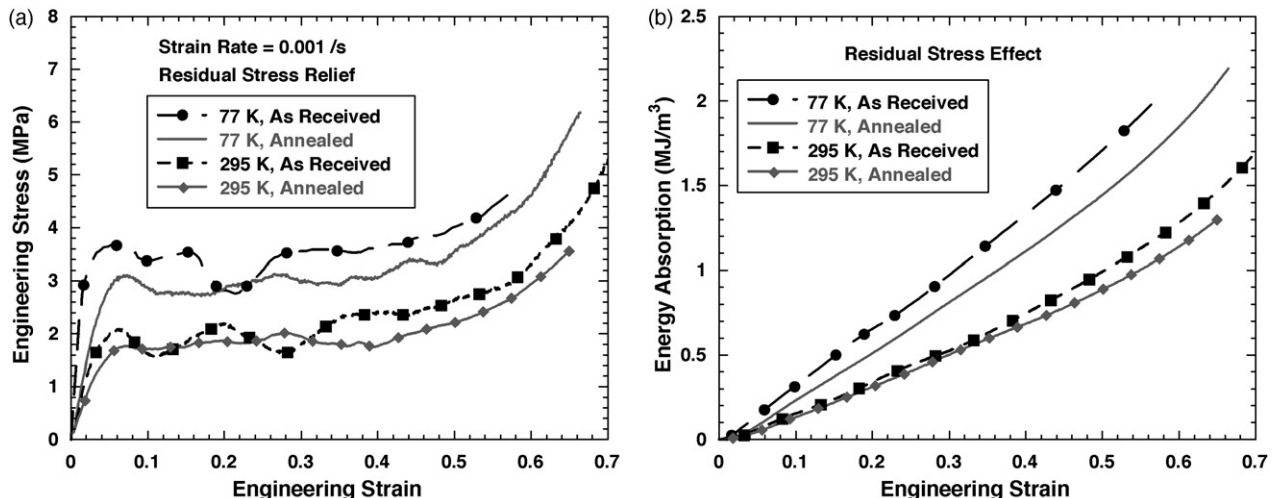 (a)
8
7
6
5
4
3
2
1
0
Engineering Stress (MPa)
Strain Rate = 0.001 /s
Residual Stress Relief
77 K, As Received
77 K, Annealed
295 K, As Received
295 K, Annealed
0 0.1 0.2 0.3 0.4 0.5 0.6 0.7
Engineering Strain
(b)
2.5
2
1.5
1
0.5
0
Energy Absorption (MJ/m³)
Residual Stress Effect
77 K, As Received
77 K, Annealed
295 K, As Received
295 K, Annealed
0 0.1 0.2 0.3 0.4 0.5 0.6 0.7
Engineering Strain